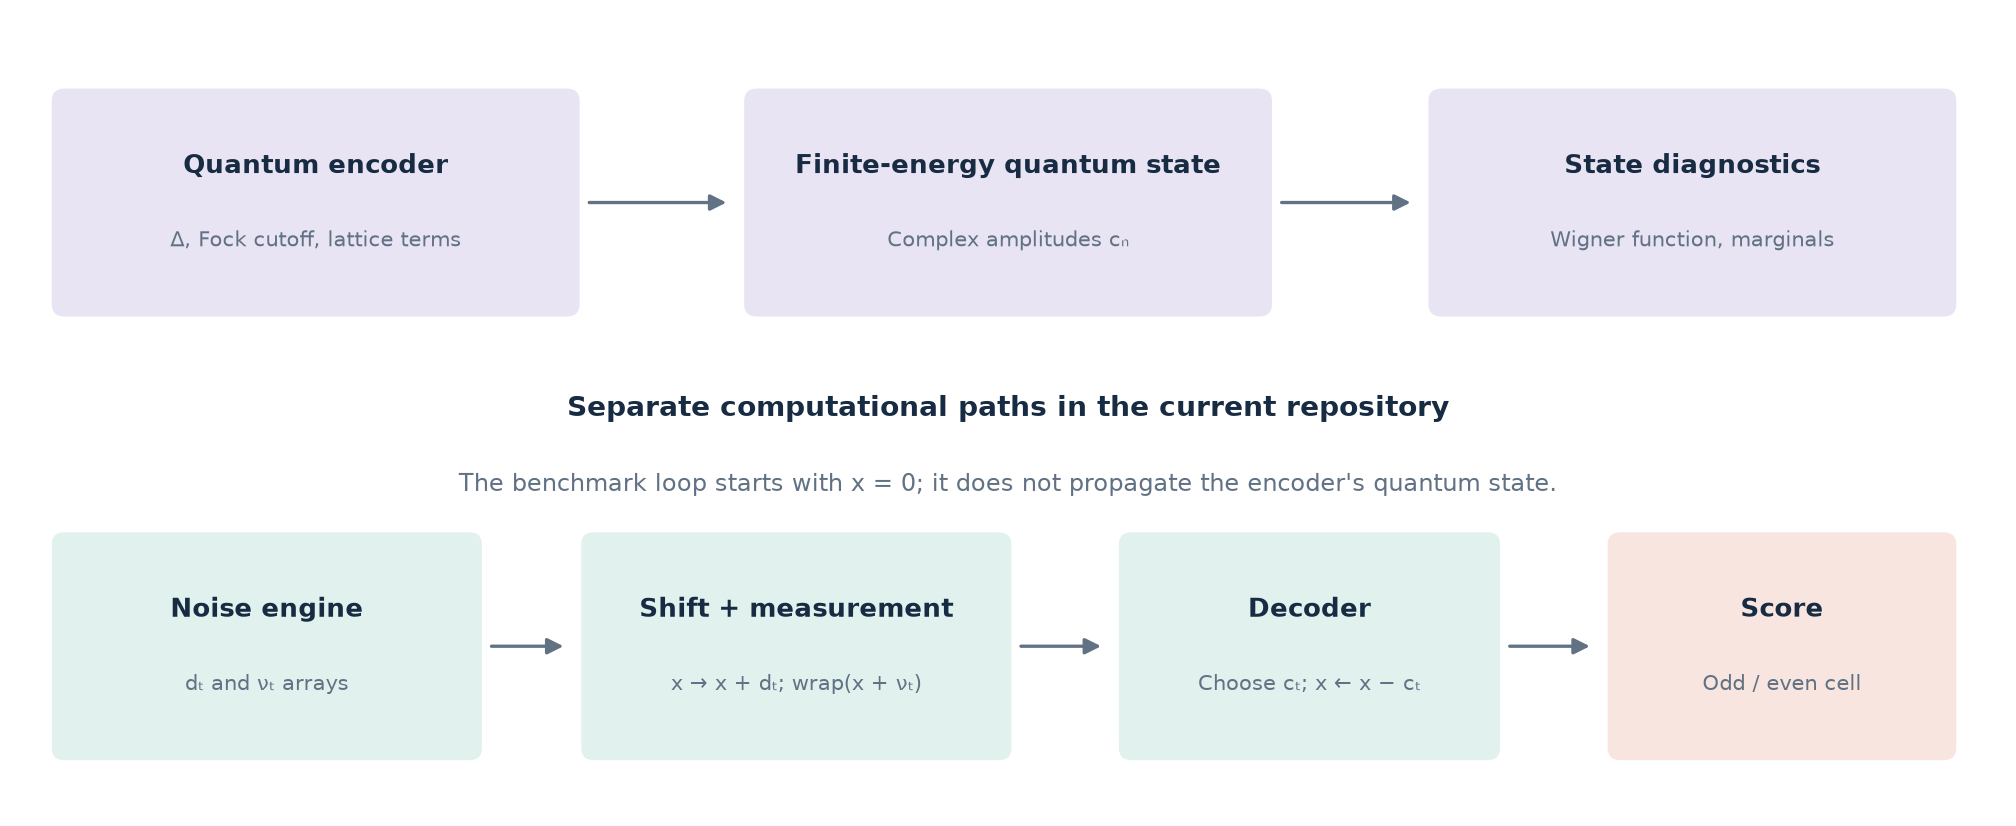 Quantum encoder
Δ, Fock cutoff, lattice terms
Finite-energy quantum state
Complex amplitudes cₙ
State diagnostics
Wigner function, marginals
Separate computational paths in the current repository
The benchmark loop starts with x = 0; it does not propagate the encoder's quantum state.
Noise engine
dₜ and νₜ arrays
Shift + measurement
x → x + dₜ; wrap(x + νₜ)
Decoder
Choose cₜ; x ← x − cₜ
Score
Odd / even cell